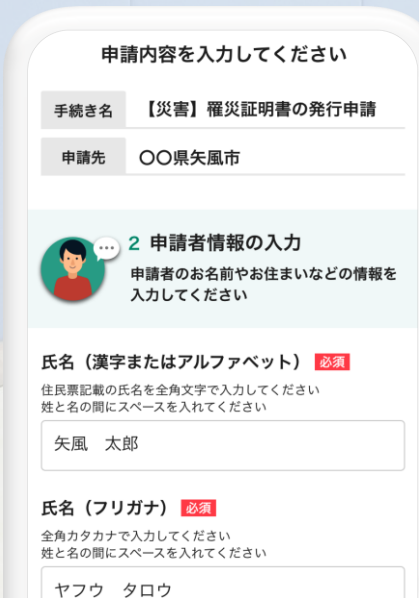 申請内容を入力してください
手続き名 【災害】罹災証明書の発行申請
申請先 〇〇県矢風市
2 申請者情報の入力
申請者のお名前やお住まいなどの情報を
入力してください
氏名（漢字またはアルファベット） 必須
住民票記載の氏名を全角文字で入力してください
姓と名の間にスペースを入れてください
矢風　太郎
氏名（フリガナ） 必須
全角カタカナで入力してください
姓と名の間にスペースを入れてください
ヤフウ　タロウ